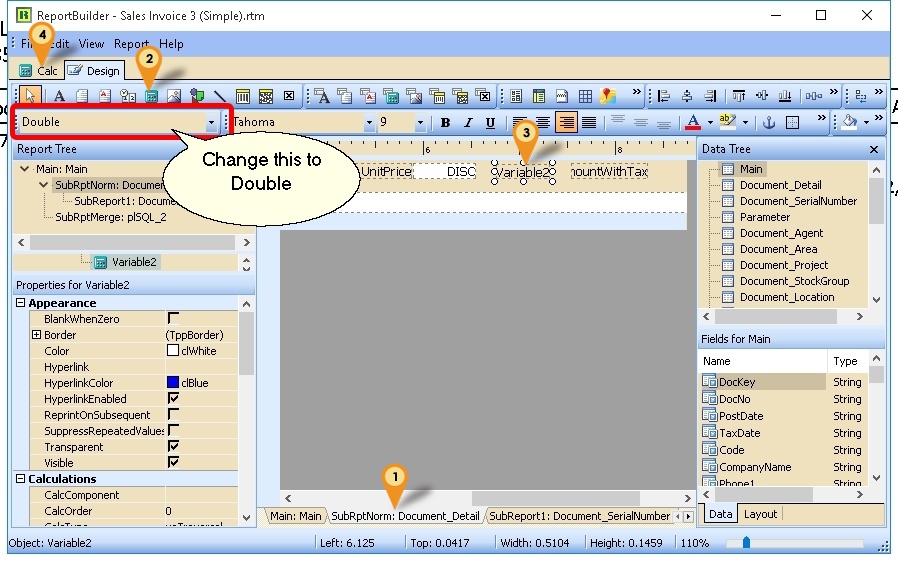 ReportBuilder - Sales Invoice 3 (Simple).rtm
4
File Edit View Report Help
2
Calc Design
Double
Tahoma 9 B I U
3
Report Tree
Change this to
Double
6 8
Main: Main
SubRptNorm: Docume
SubReport1: Docume
SubRptMerge: plSQL_2
UnitPrice DISC Variable2 nountWithTax
Variable2
Properties for Variable2
Appearance
BlankWhenZero
Border (TppBorder)
Color clWhite
Hyperlink
HyperlinkColor clBlue
HyperlinkEnabled
ReprintOnSubsequent
SuppressRepeatedValues
Transparent
Visible
Calculations
CalcComponent
CalcOrder 0
Data Tree
Main
Document_Detail
Document_SerialNumber
Parameter
Document_Agent
Document_Area
Document_Project
Document_StockGroup
Document_Location
Fields for Main
Name Type
DocKey String
DocNo String
PostDate String
TaxDate String
Code String
CompanyName String
Phone1 String
Data Layout
1
Main: Main SubRptNorm: Document_Detail SubReport1: Document_SerialNumber
Object: Variable2 Left: 6.125 Top: 0.0417 Width: 0.5104 Height: 0.1459 110%